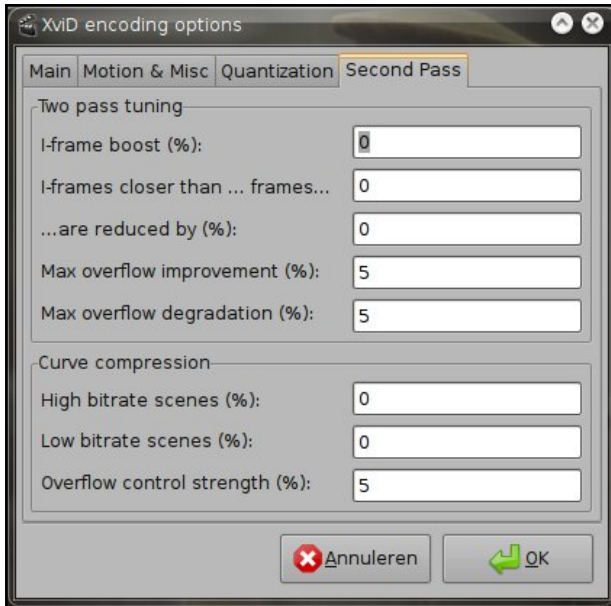 XviD encoding options
Main Motion & Misc Quantization Second Pass
Two pass tuning
I-frame boost (%): 0
I-frames closer than ... frames... 0
...are reduced by (%): 0
Max overflow improvement (%): 5
Max overflow degradation (%): 5
Curve compression
High bitrate scenes (%): 0
Low bitrate scenes (%): 0
Overflow control strength (%): 5
Annuleren OK